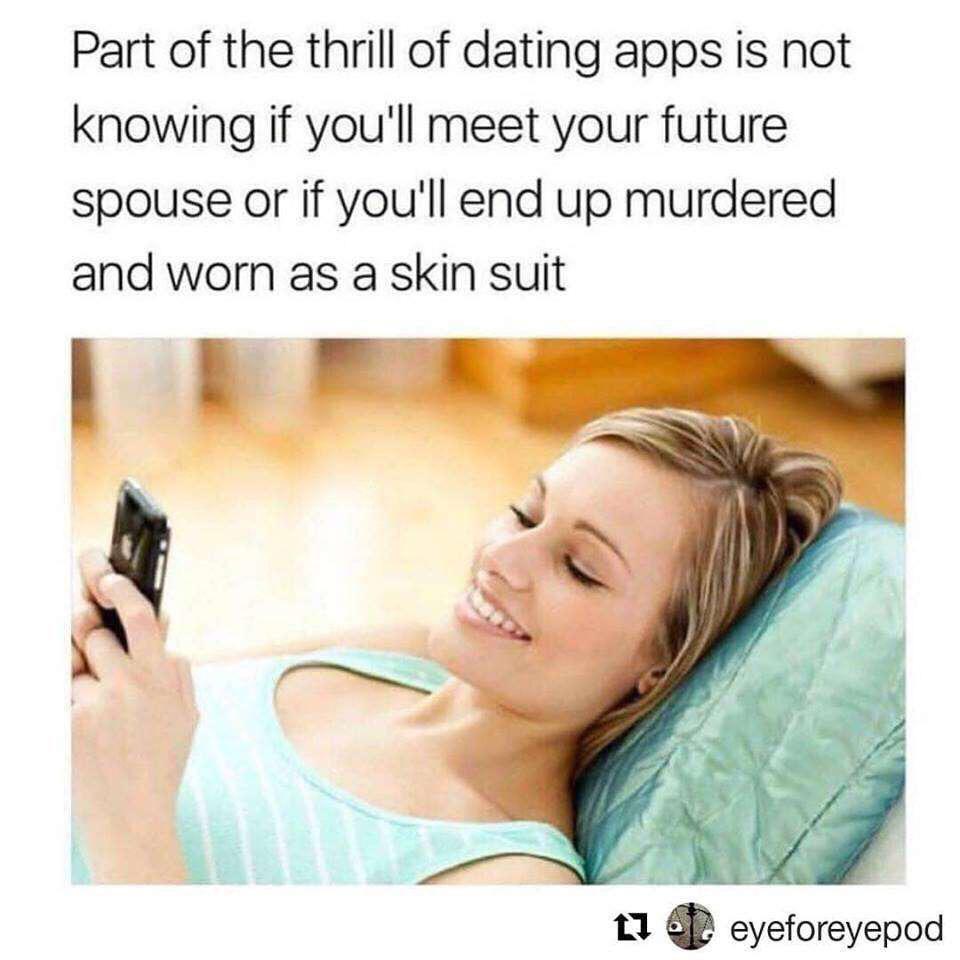 Part of the thrill of dating apps is not
knowing if you'll meet your future
spouse or if you'll end up murdered
and worn as a skin suit
eyeforeyepod